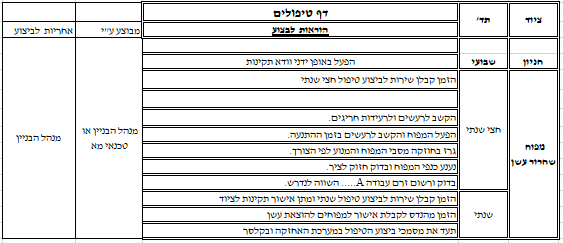 ציוד
תד'
דף טיפולים
הוראות לבצוע
מבוצע ע"י
אחריות לביצוע
חניון
שבועי
הפעל באופן ידני וודא תקינות
מפוח
שחרור עשן
חצי שנתי
הזמן קבלן שירות לביצוע טיפול חצי שנתי
הקשב לרעשים ולרעידות חריגים.
הפעל המפוח והקשב לרעשים בזמן ההתנעה.
גרז בחוזקה מסבי המפוח והמנוע לפי הצורך.
נענע כנפי המפוח ובדוק חזוק לציר.
בדוק ורשום זרם עבודה A..... השווה לנדרש.
שנתי
הזמן קבלן שירות לביצוע טיפול שנתי ומתן אישור תקינות לציוד
הזמן מהנדס לקבלת אישור למפוחים להוצאת עשן
תעד את מסמכי ביצוע הטיפול במערכת האחזקה ובקלסר
מנהל הבניין או
טכנאי מא
מנהל הבניין